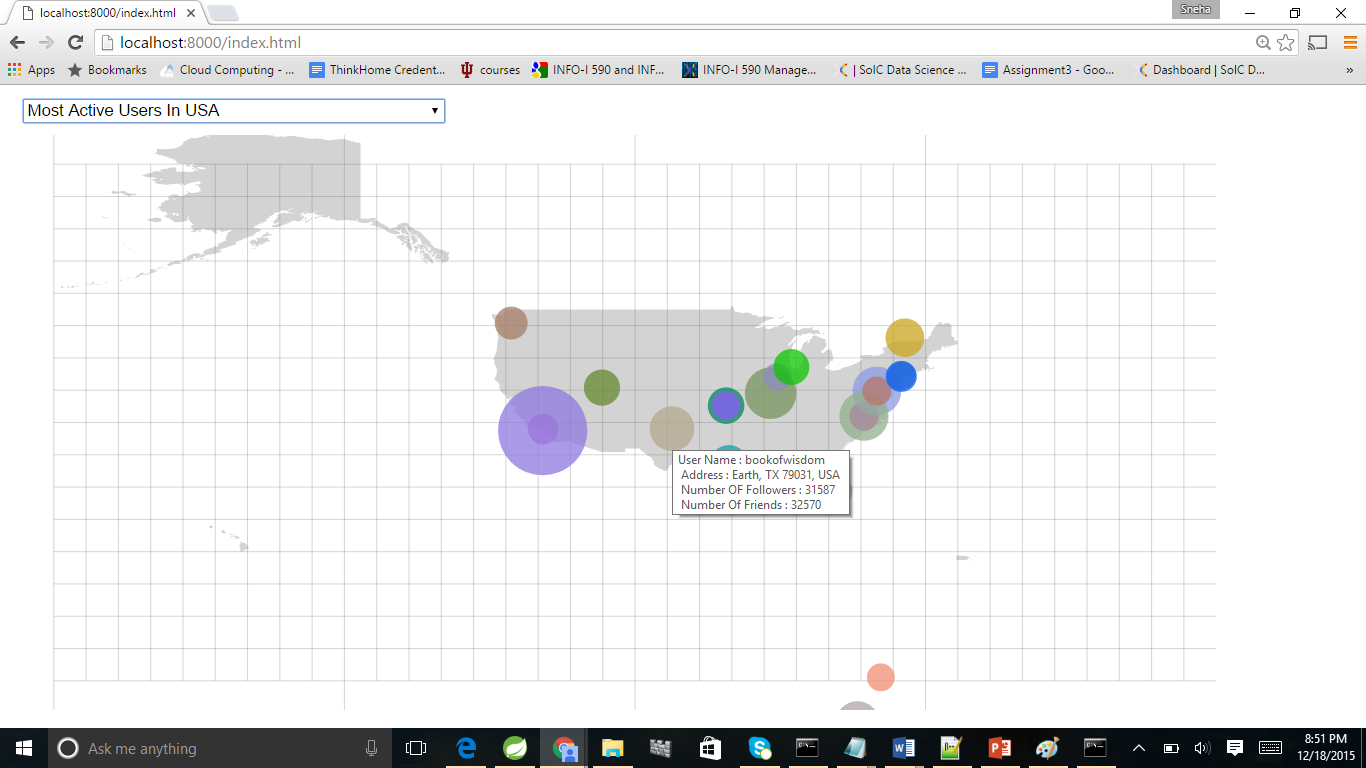 localhost:8000/index.html
Sneha
localhost:8000/index.html
Apps Bookmarks Cloud Computing - ... ThinkHome Credent... courses INFO-I 590 and INF... INFO-I 590 Manage... | SoIC Data Science ... Assignment3 - Goo... Dashboard | SoIC D... »
Most Active Users In USA
User Name : bookofwisdom
Address : Earth, TX 79031, USA
Number OF Followers : 31587
Number Of Friends : 32570
Ask me anything
8:51 PM
12/18/2015